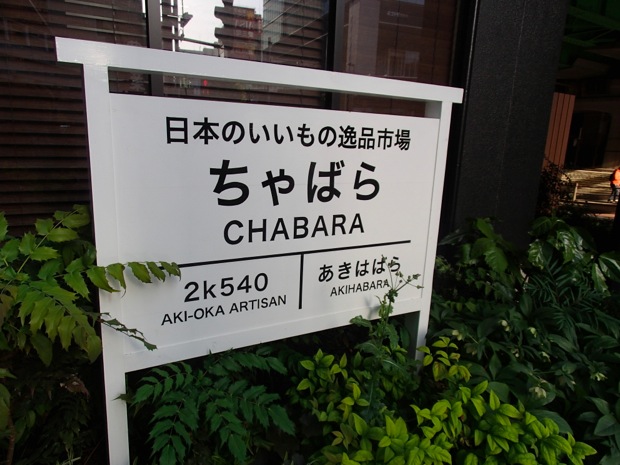 日本のいいもの逸品市場
ちゃばら
CHABARA
2k540
AKI-OKA ARTISAN
あきはばら
AKIHABARA